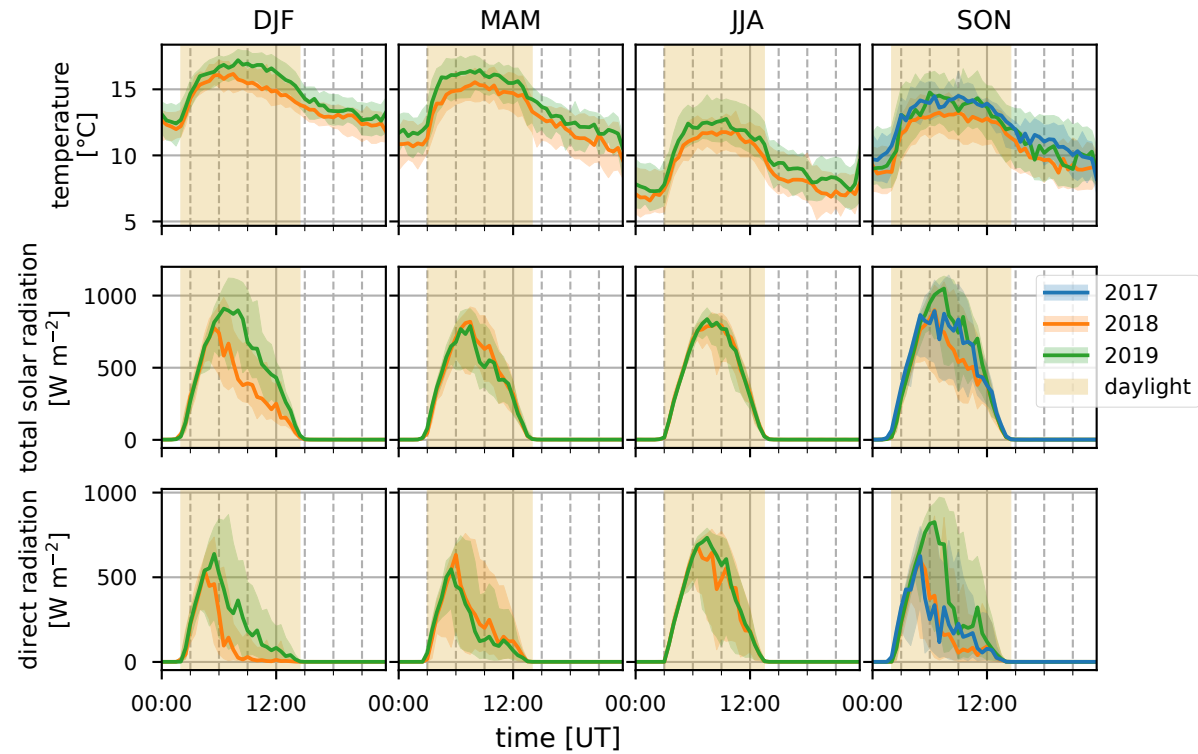 DJF MAM JJA SON
temperature
[°C]
15
10
5
total solar radiation
[W m⁻²]
1000
500
0
2017
2018
2019
daylight
direct radiation
[W m⁻²]
1000
500
0
00:00 12:00 00:00 12:00 00:00 12:00 00:00 12:00
time [UT]